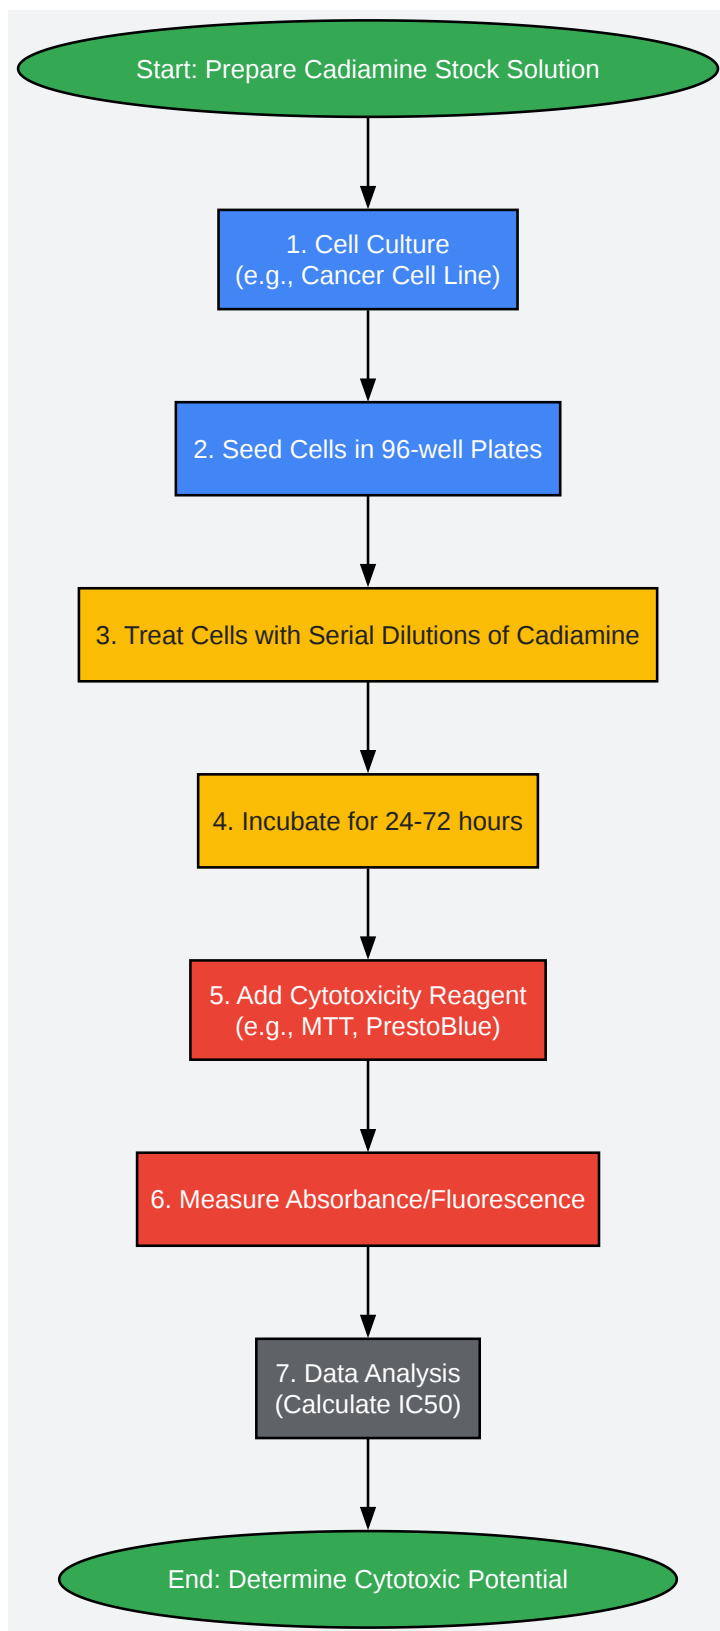 Start: Prepare Cadiamine Stock Solution
1. Cell Culture
(e.g., Cancer Cell Line)
2. Seed Cells in 96-well Plates
3. Treat Cells with Serial Dilutions of Cadiamine
4. Incubate for 24-72 hours
5. Add Cytotoxicity Reagent
(e.g., MTT, PrestoBlue)
6. Measure Absorbance/Fluorescence
7. Data Analysis
(Calculate IC50)
End: Determine Cytotoxic Potential